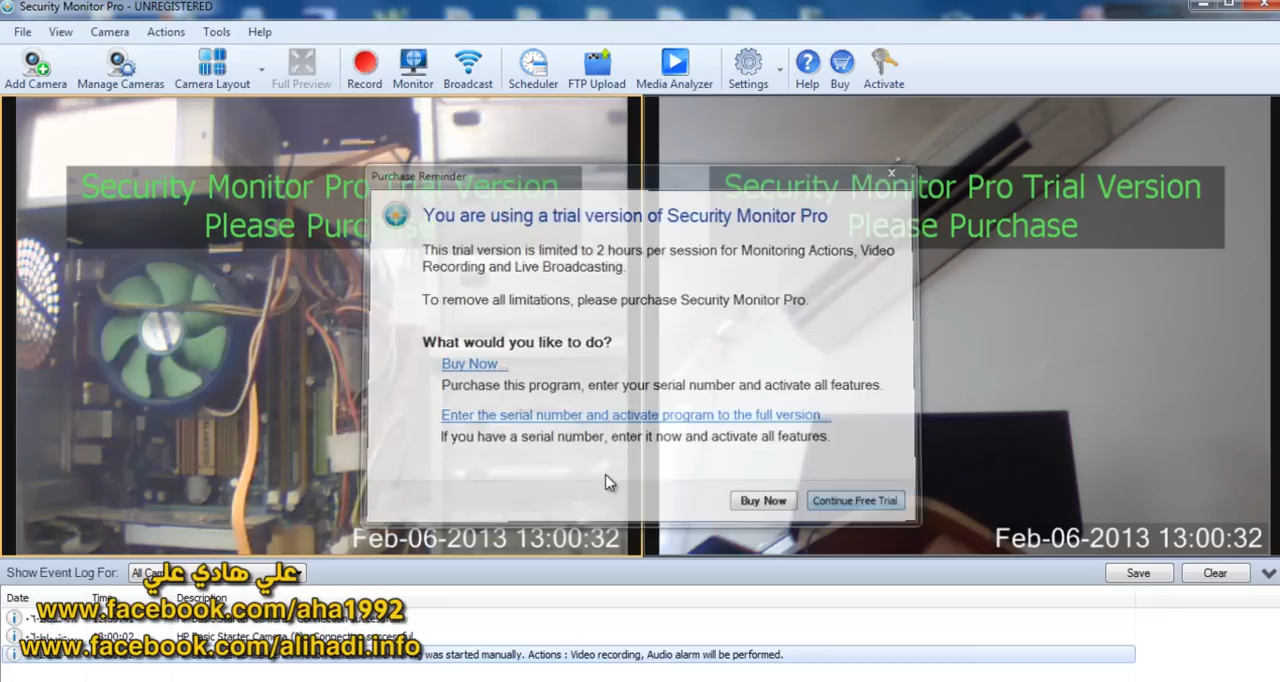 Security Monitor Pro - UNREGISTERED
File View Camera Actions Tools Help
Add Camera Manage Cameras Camera Layout Full Preview Record Monitor Broadcast Scheduler FTP Upload Media Analyzer Settings Help Buy Activate
Security Monitor Pro Trial Version
Please Purchase
Security Monitor Pro Trial Version
Please Purchase
Purchase Reminder
You are using a trial version of Security Monitor Pro
This trial version is limited to 2 hours per session for Monitoring Actions, Video
Recording and Live Broadcasting.
To remove all limitations, please purchase Security Monitor Pro.
What would you like to do?
Buy Now...
Purchase this program, enter your serial number and activate all features.
Enter the serial number and activate program to the full version...
If you have a serial number, enter it now and activate all features.
Buy Now Continue Free Trial
Feb-06-2013 13:00:32
Feb-06-2013 13:00:32
Show Event Log For: All Save Clear
علي هادي علي
Date Description
www.facebook.com/aha1992
HP Basic Starter Camera Connection successful.
www.facebook.com/alihadi.info
was started manually. Actions : Video recording, Audio alarm will be performed.